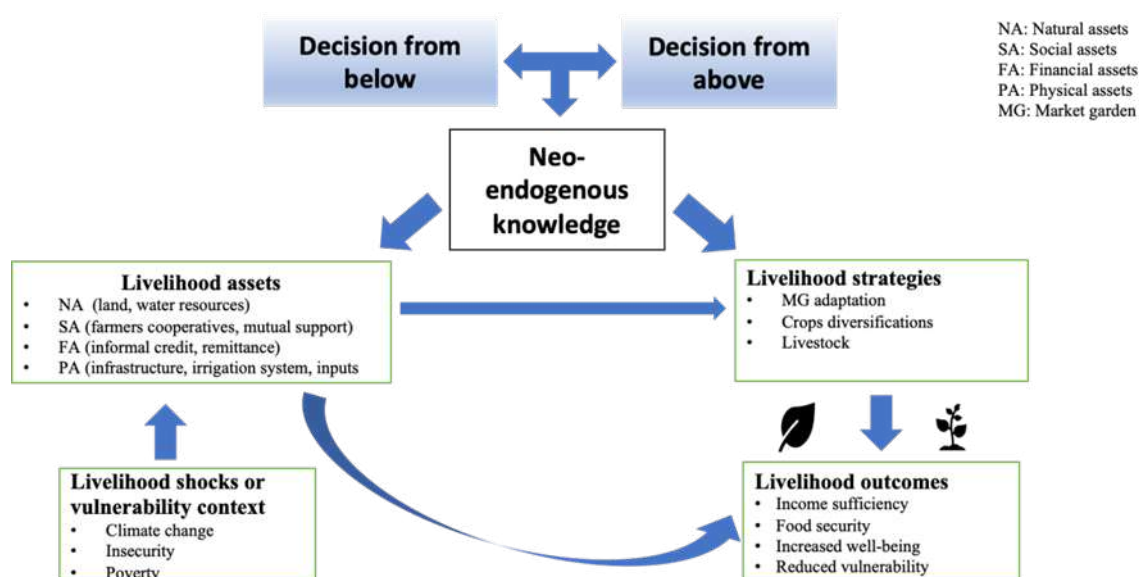 Decision from
below
Decision from
above
NA: Natural assets
SA: Social assets
FA: Financial assets
PA: Physical assets
MG: Market garden
Neo-
endogenous
knowledge
Livelihood assets
• NA (land, water resources)
• SA (farmers cooperatives, mutual support)
• FA (informal credit, remittance)
• PA (infrastructure, irrigation system, inputs
Livelihood strategies
• MG adaptation
• Crops diversifications
• Livestock
Livelihood shocks or
vulnerability context
• Climate change
• Insecurity
• Poverty
Livelihood outcomes
• Income sufficiency
• Food security
• Increased well-being
• Reduced vulnerability